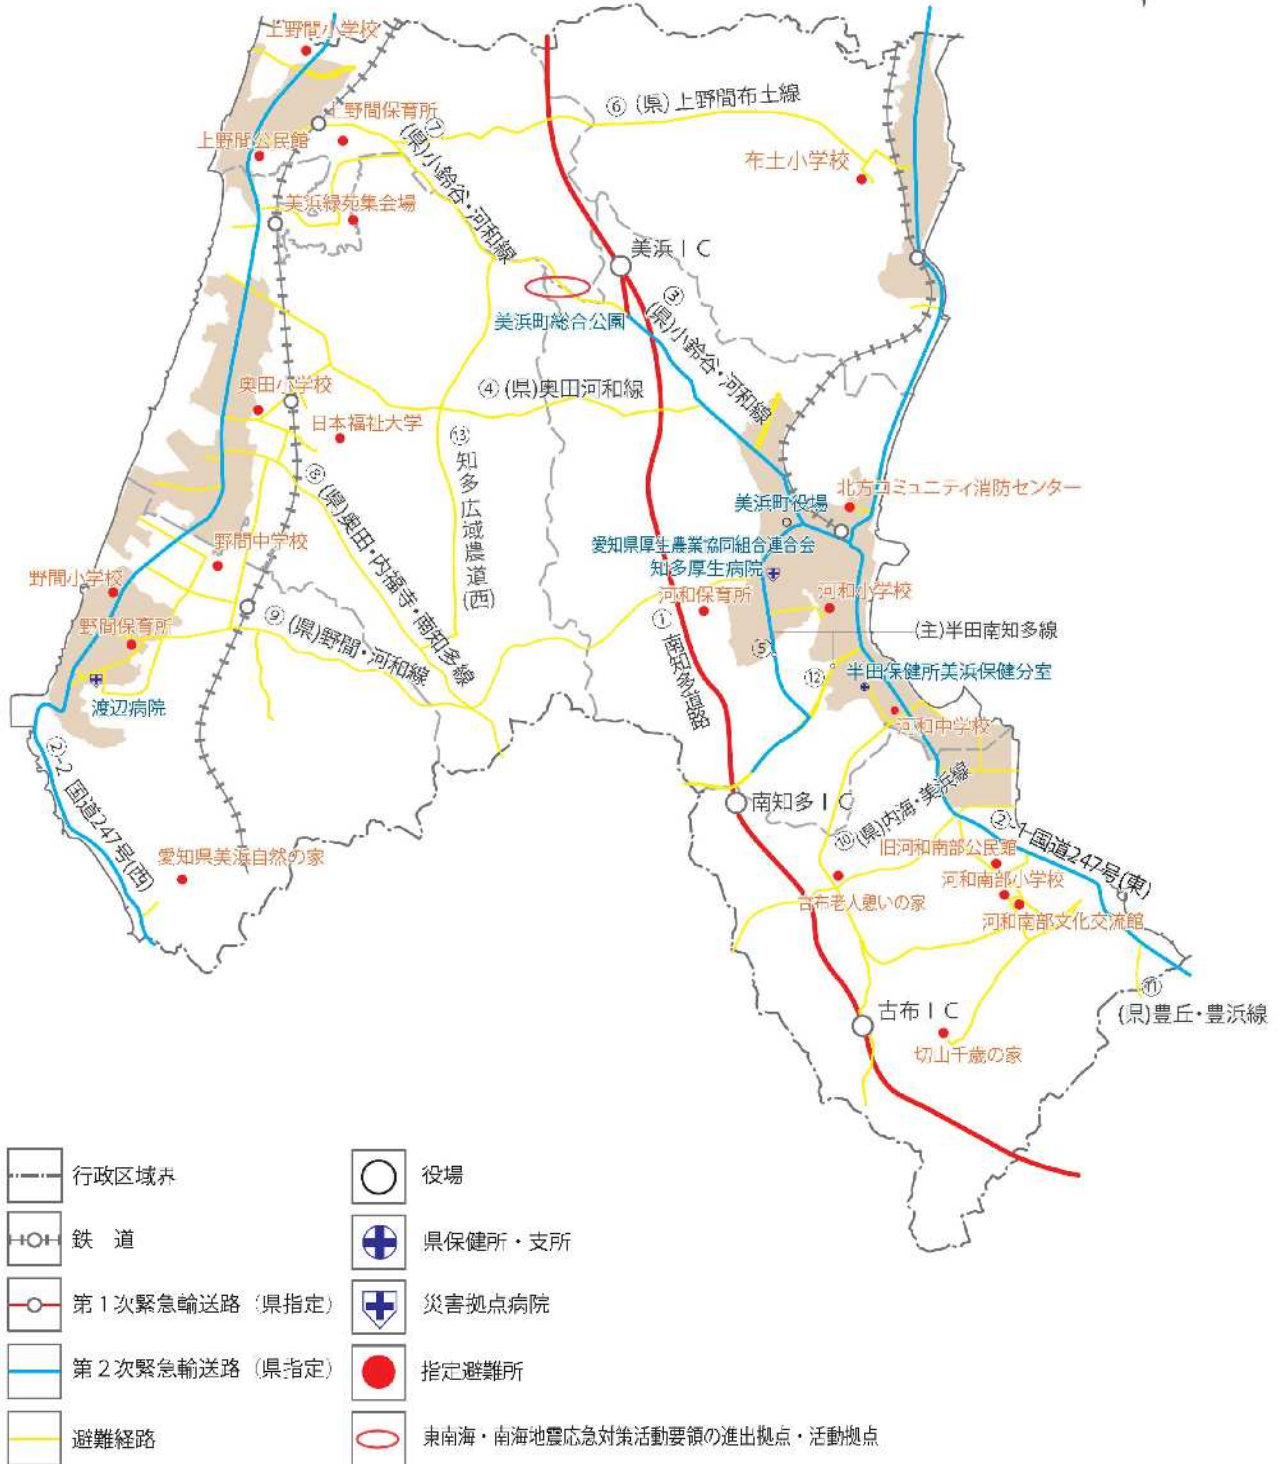 上野間小学校
上野間保育所
上野間公民館
美浜緑苑集会場
⑦
(県)小鈴谷・河和線
⑥ (県)上野間布土線
布土小学校
美浜IC
美浜町総合公園
③
(県)小鈴谷・河和線
④ (県)奥田河和線
奥田小学校
日本福祉大学
⑬
知多広域農道(西)
⑧(県)奥田・内福寺・南知多線
北方コミュニティ消防センター
美浜町役場
愛知県厚生農業協同組合連合会
知多厚生病院
河和保育所
河和小学校
野間中学校
野間小学校
野間保育所
⑨ (県)野間・河和線
① 南知多道路
(主)半田南知多線
⑤
⑫
半田保健所美浜保健分室
渡辺病院
河和中学校
②-2 国道247号(西)
愛知県美浜自然の家
南知多IC
⑩(県)内海・美浜線
②-1国道247号(東)
旧河和南部公民館
河和南部小学校
古布老人憩いの家
河和南部文化交流館
⑪
(県)豊丘・豊浜線
古布IC
切山千歳の家
行政区域界
役場
鉄 道
県保健所・支所
第1次緊急輸送路(県指定)
災害拠点病院
第2次緊急輸送路(県指定)
指定避難所
避難経路
東南海・南海地震応急対策活動要領の進出拠点・活動拠点